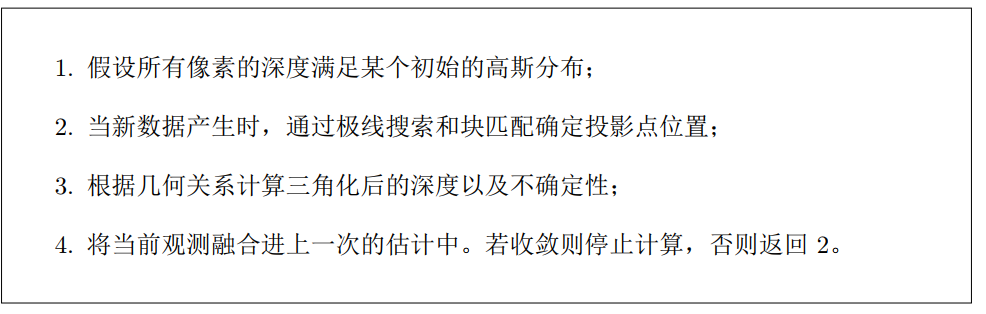 1. 假设所有像素的深度满足某个初始的高斯分布；
2. 当新数据产生时，通过极线搜索和块匹配确定投影点位置；
3. 根据几何关系计算三角化后的深度以及不确定性；
4. 将当前观测融合进上一次的估计中。若收敛则停止计算，否则返回 2。